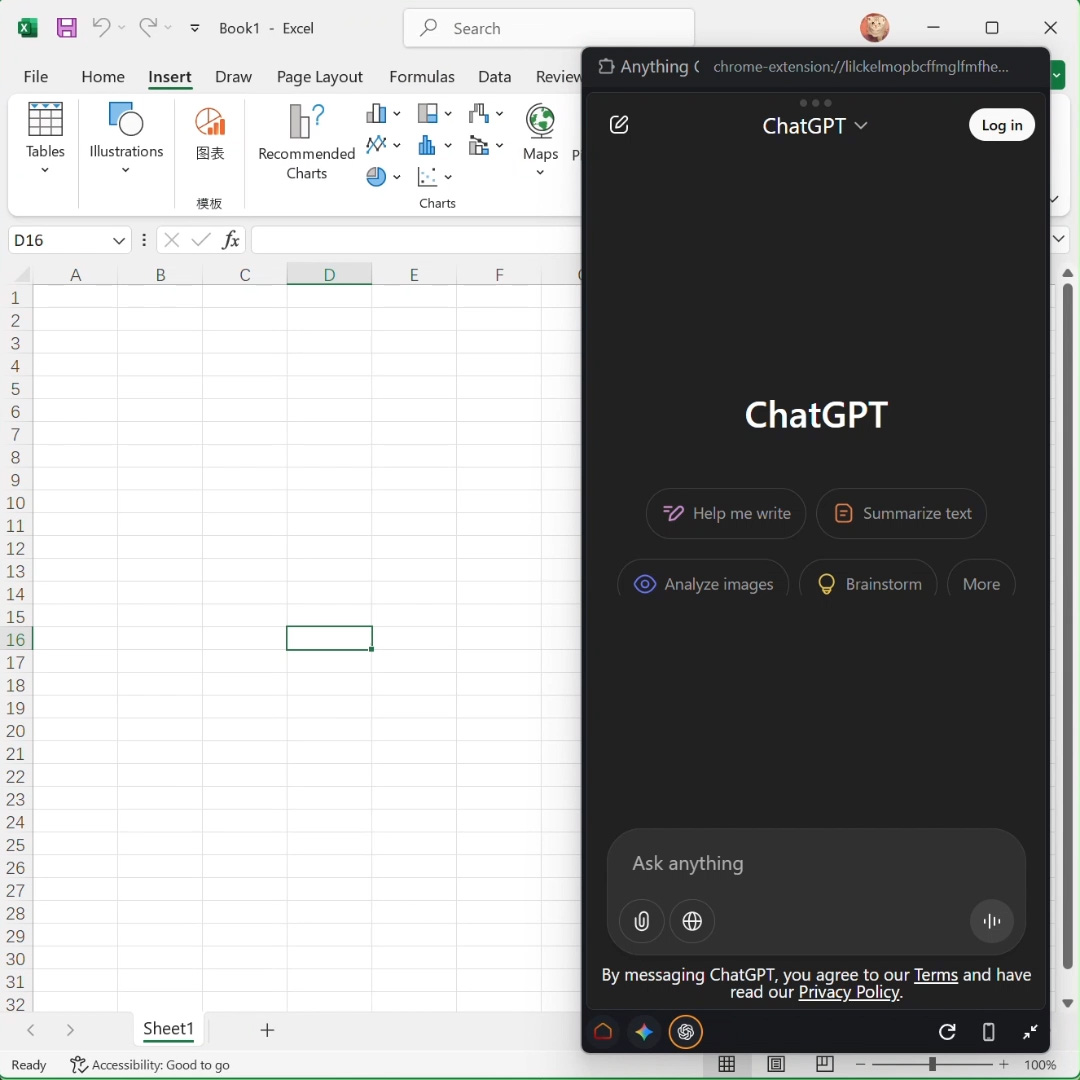 Book1 - Excel
Search
File Home Insert Draw Page Layout Formulas Data Review
Tables
Illustrations
图表
模板
Recommended
Charts
Maps
Charts
D16
fx
A B C D E F
1
2
3
4
5
6
7
8
9
10
11
12
13
14
15
16
17
18
19
20
21
22
23
24
25
26
27
28
29
30
31
32
Sheet1
Ready
Accessibility: Good to go
100%
Anything
chrome-extension://lilckelmopbcffmglfmfhe...
ChatGPT
Log in
ChatGPT
Help me write
Summarize text
Analyze images
Brainstorm
More
Ask anything
By messaging ChatGPT, you agree to our Terms and have
read our Privacy Policy.